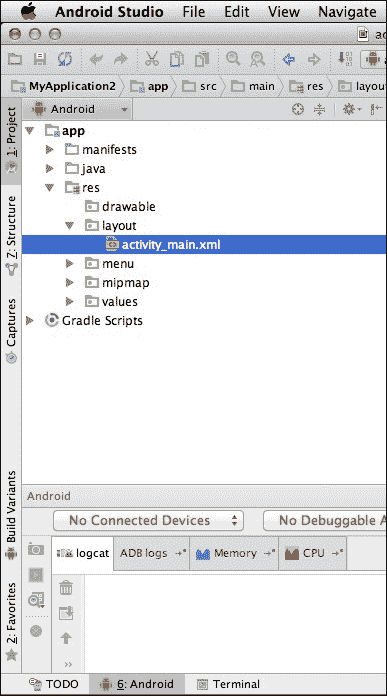 Android Studio File Edit View Navigate
ac
MyApplication2 app src main res layou
Android
app
manifests
java
res
drawable
layout
activity_main.xml
menu
mipmap
values
Gradle Scripts
1: Project
Z: Structure
Captures
Build Variants
2: Favorites
Android
No Connected Devices No Debuggable A
logcat ADB logs Memory CPU
TODO 6: Android Terminal